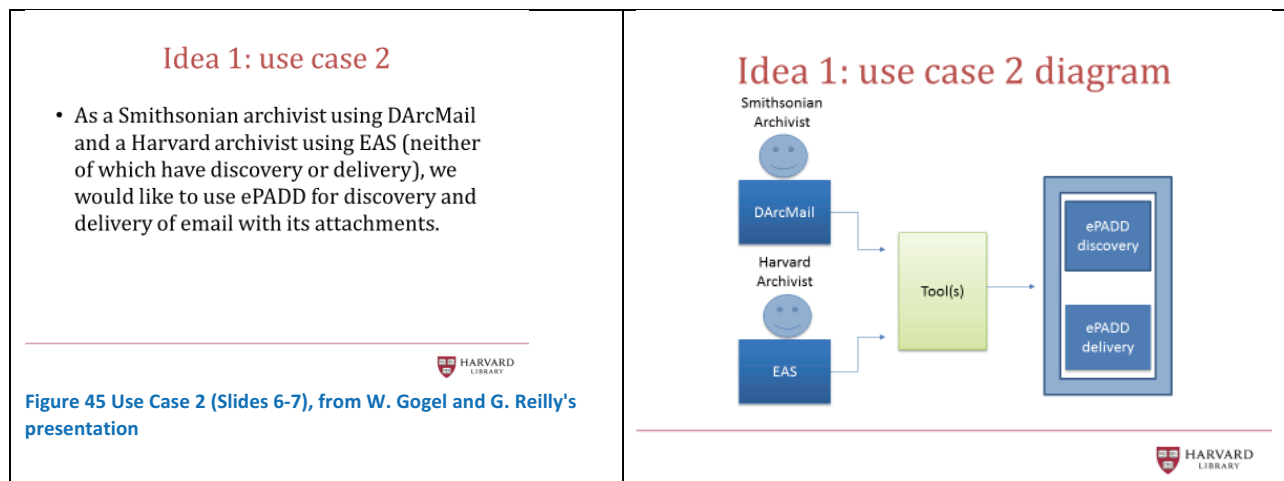 Idea 1: use case 2
• As a Smithsonian archivist using DArcMail
and a Harvard archivist using EAS (neither
of which have discovery or delivery), we
would like to use ePADD for discovery and
delivery of email with its attachments.
HARVARD
LIBRARY
Figure 45 Use Case 2 (Slides 6-7), from W. Gogel and G. Reilly's
presentation
Idea 1: use case 2 diagram
Smithsonian
Archivist
DArcMail
Harvard
Archivist
EAS
Tool(s)
ePADD
discovery
ePADD
delivery
HARVARD
LIBRARY